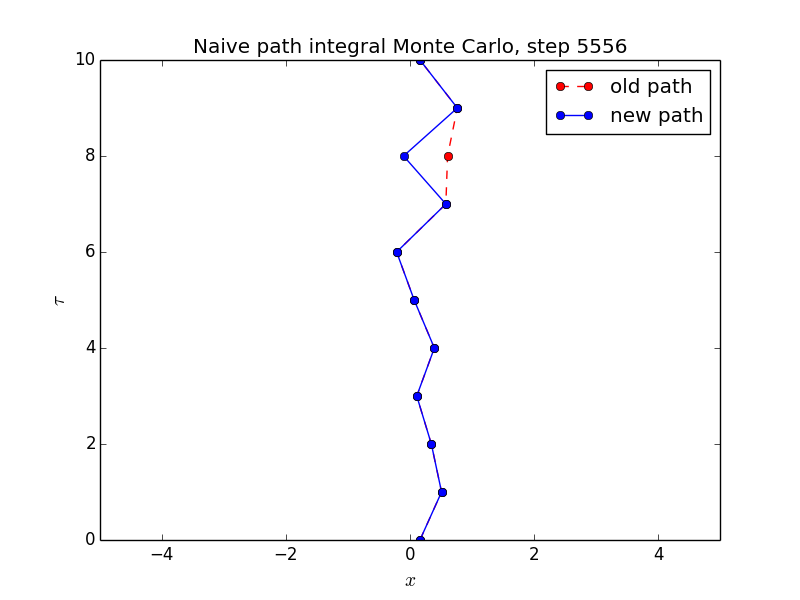 Naive path integral Monte Carlo, step 5556
old path
new path
10
8
6
4
2
0
τ
−4 −2 0 2 4
x